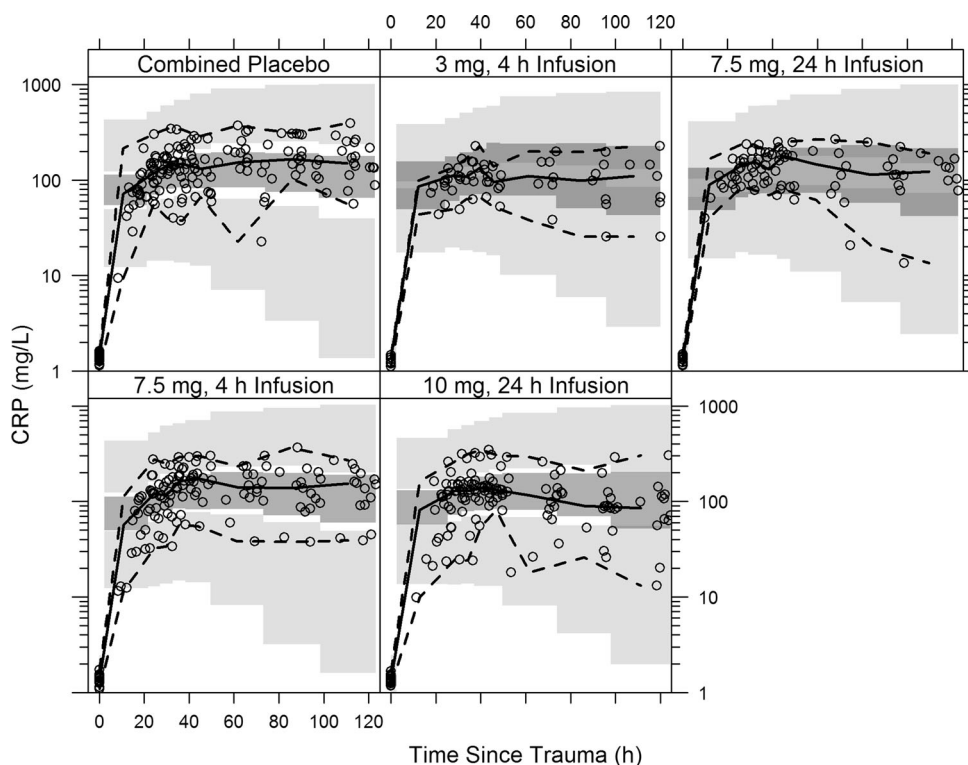 0 20 40 60 80 100 120
Combined Placebo 3 mg, 4 h Infusion 7.5 mg, 24 h Infusion
1000
100
10
1
7.5 mg, 4 h Infusion 10 mg, 24 h Infusion
1000
100
10
1
0 20 40 60 80 100 120
CRP (mg/L)
Time Since Trauma (h)